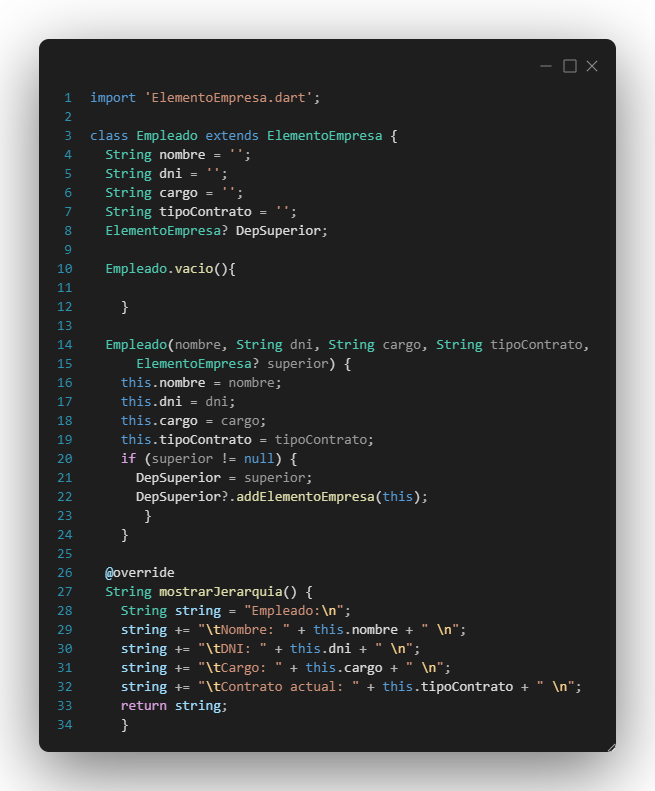 1 import 'ElementoEmpresa.dart';
2
3 class Empleado extends ElementoEmpresa {
4   String nombre = '';
5   String dni = '';
6   String cargo = '';
7   String tipoContrato = '';
8   ElementoEmpresa? DepSuperior;
9
10   Empleado.vacio(){
11
12     }
13
14   Empleado(nombre, String dni, String cargo, String tipoContrato,
15       ElementoEmpresa? superior) {
16     this.nombre = nombre;
17     this.dni = dni;
18     this.cargo = cargo;
19     this.tipoContrato = tipoContrato;
20     if (superior != null) {
21       DepSuperior = superior;
22       DepSuperior?.addElementoEmpresa(this);
23        }
24     }
25
26   @override
27   String mostrarJerarquia() {
28     String string = "Empleado:\n";
29     string += "\tNombre: " + this.nombre + " \n";
30     string += "\tDNI: " + this.dni + " \n";
31     string += "\tCargo: " + this.cargo + " \n";
32     string += "\tContrato actual: " + this.tipoContrato + " \n";
33     return string;
34     }